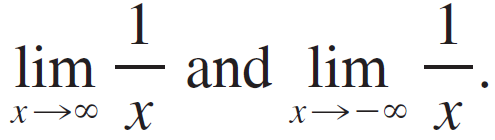 lim x→∞ 1/x and lim x→−∞ 1/x.